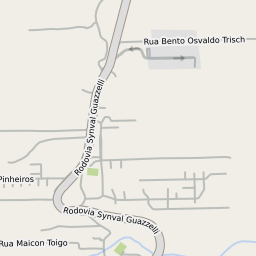 Rua Bento Osvaldo Trisch
Rodovia Synval Guazzelli
Pinheiros
Rodovia Synval Guazzelli
Rua Maicon Toigo